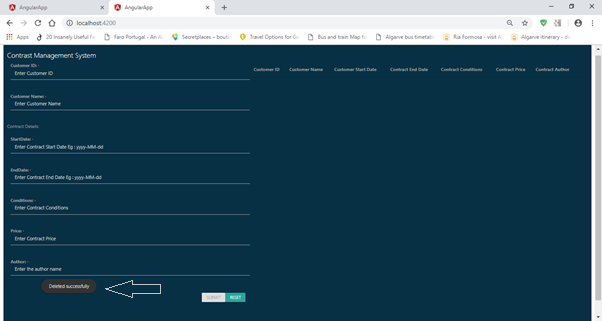 AngularApp
AngularApp
localhost:4200
Apps
20 Insanely Useful Fa
Faro Portugal - An Al
Secretplaces – bouti
Travel Options for G
Bus and train Map N
Algarve bus timetab
Ria Formosa – visit A
Algarve itinerary – d
Contrast Management System
Customer ID: -
Enter Customer ID
Customer Name: -
Enter Customer Name
Contract Details:
StartDate: -
Enter Contract Start Date Eg : yyyy-MM-dd
EndDate: -
Enter Contract End Date Eg : yyyy-MM-dd
Conditions: -
Enter Contract Conditions
Price: -
Enter Contract Price
Author: -
Enter the author name
Deleted successfully
SUBMIT RESET
Customer ID Customer Name Customer Start Date Contract End Date Contract Conditions Contract Price Contract Author